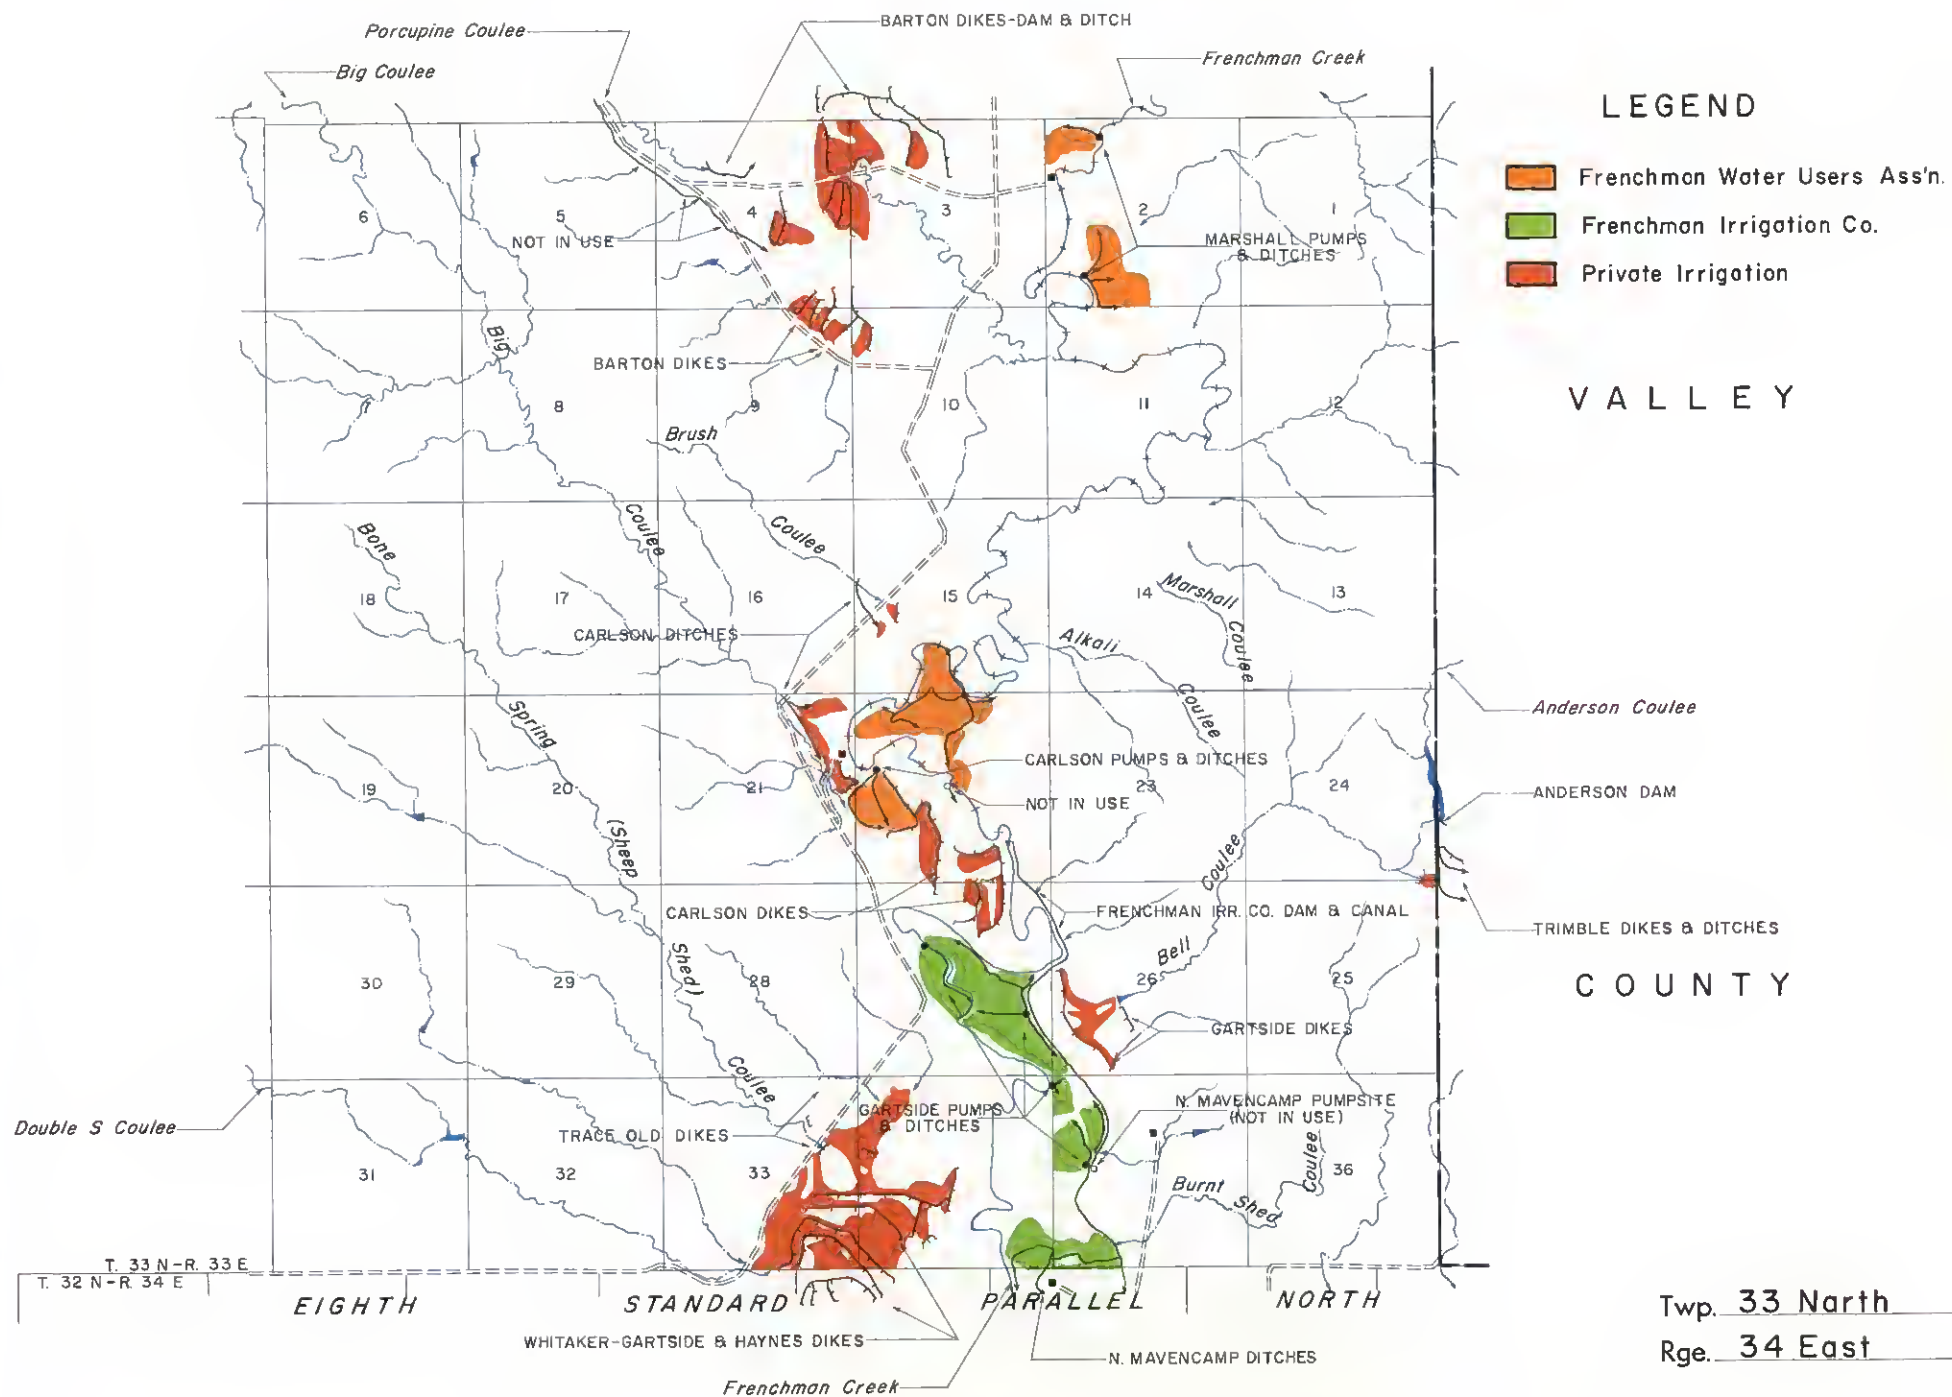 BARTON DIKES-DAM & DITCH
Porcupine Coulee
Big Coulee
Frenchman Creek
LEGEND
Frenchman Water Users Ass'n.
Frenchman Irrigation Co.
Private Irrigation
6
5
4
3
2
1
NOT IN USE
MARSHALL PUMPS
& DITCHES
Big
BARTON DIKES
VALLEY
7
8
9
10
11
12
Brush
Coulee
Coulee
Bone
18
17
16
15
14
13
Marshall
Coulee
CARLSON DITCHES
Alkali
Coulee
Spring
Anderson Coulee
CARLSON PUMPS & DITCHES
19
20
21
23
24
NOT IN USE
ANDERSON DAM
(Sheep
Coulee
CARLSON DIKES
FRENCHMAN IRR. CO. DAM & CANAL
TRIMBLE DIKES & DITCHES
Shed)
Bell
30
29
28
26
25
COUNTY
GARTSIDE DIKES
Coulee
GARTSIDE PUMPS
& DITCHES
N. MAVENCAMP PUMPSITE
(NOT IN USE)
Double S Coulee
TRACE OLD DIKES
31
32
33
36
Burnt Shed
Coulee
T. 33 N-R. 33 E
T. 32 N-R. 34 E
EIGHTH STANDARD PARALLEL NORTH
Twp. 33 North
WHITAKER-GARTSIDE & HAYNES DIKES
Rge. 34 East
N. MAVENCAMP DITCHES
Frenchman Creek